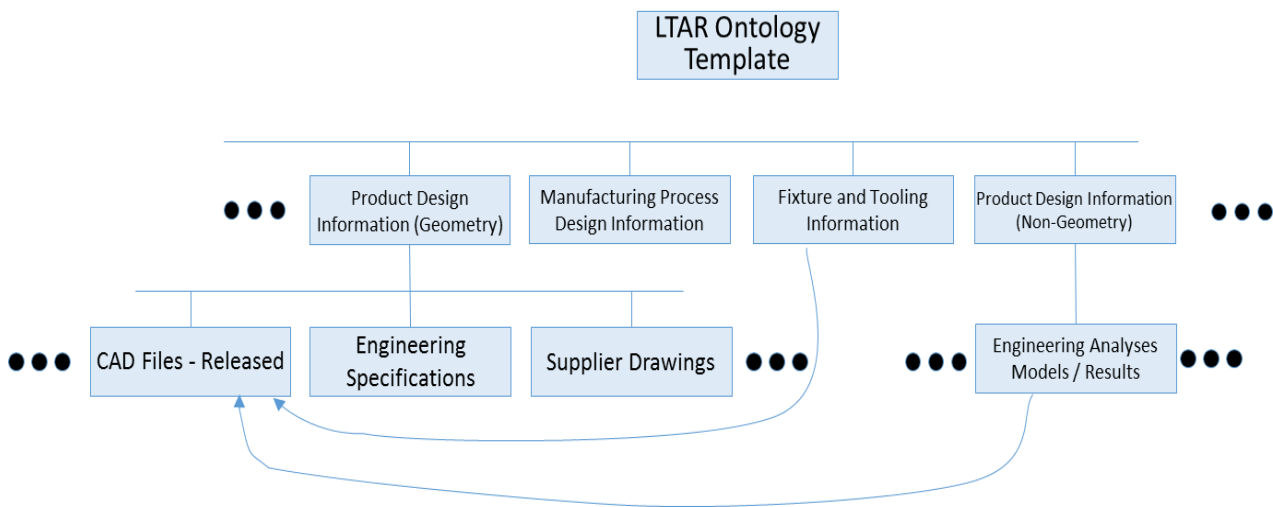 LTAR Ontology
Template
Product Design
Information (Geometry)
Manufacturing Process
Design Information
Fixture and Tooling
Information
Product Design Information
(Non-Geometry)
CAD Files - Released
Engineering
Specifications
Supplier Drawings
Engineering Analyses
Models / Results